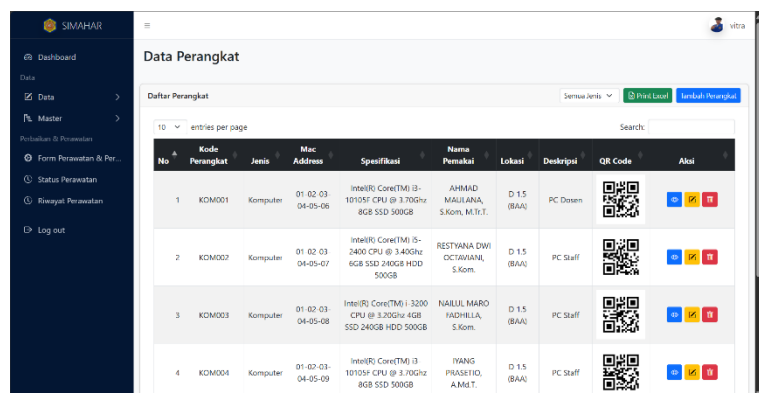 SIMAHAR
vitra
Dashboard
Data
Data
Master
Perbaikan & Perawatan
Form Perawatan & Per...
Status Perawatan
Riwayat Perawatan
Log out
Data Perangkat
Daftar Perangkat
Semua Jenis
Print Excel
Tambah Perangkat
10 entries per page
Search:
No Kode Perangkat Jenis Mac Address Spesifikasi Nama Pemakai Lokasi Deskripsi QR Code Aksi
1 KOM001 Komputer 01-02-03-04-05-06 Intel(R) Core(TM) i3-10105F CPU @ 3.70Ghz 8GB SSD 500GB AHMAD MAULANA, S.Kom, M.Tr.T. D 1.5 (BAA) PC Dosen
2 KOM002 Komputer 01-02-03-04-05-07 Intel(R) Core(TM) i5-2400 CPU @ 3.40Ghz 6GB SSD 240GB HDD 500GB RESTYANA DWI OCTAVIANI, S.Kom. D 1.5 (BAA) PC Staff
3 KOM003 Komputer 01-02-03-04-05-08 Intel(R) Core(TM) i-3200 CPU @ 3.20Ghz 4GB SSD 240GB HDD 500GB NAILUL MARO FADHILLA, S.Kom. D 1.5 (BAA) PC Staff
4 KOM004 Komputer 01-02-03-04-05-09 Intel(R) Core(TM) i3 10105F CPU @ 3.70Ghz 8GB SSD 500GB IYANG PRASETIO, A.Md.T. D 1.5 (BAA) PC Staff